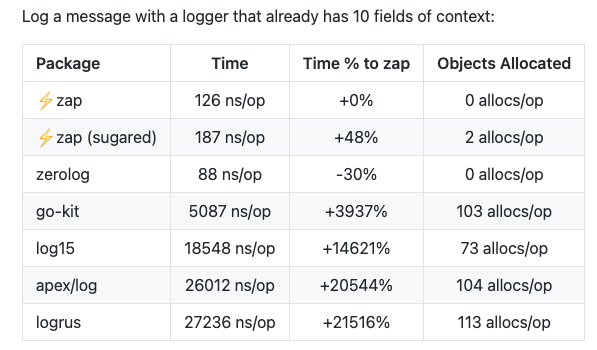 Log a message with a logger that already has 10 fields of context:
Package Time Time % to zap Objects Allocated
⚡ zap 126 ns/op +0% 0 allocs/op
⚡ zap (sugared) 187 ns/op +48% 2 allocs/op
zerolog 88 ns/op -30% 0 allocs/op
go-kit 5087 ns/op +3937% 103 allocs/op
log15 18548 ns/op +14621% 73 allocs/op
apex/log 26012 ns/op +20544% 104 allocs/op
logrus 27236 ns/op +21516% 113 allocs/op